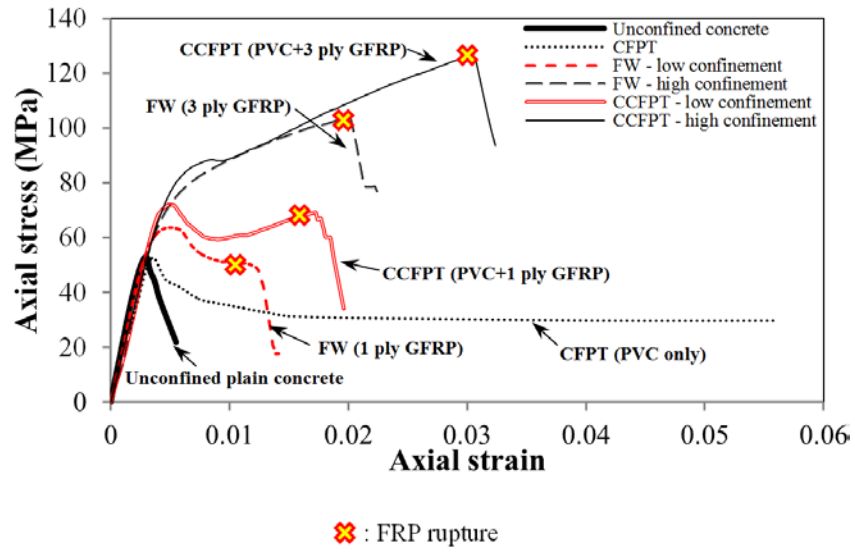 140
120
100
80
60
40
20
0
Axial stress (MPa)
0
0.01
0.02
0.03
0.04
0.05
0.06
Axial strain
Unconfined concrete
CFPT
FW - low confinement
FW - high confinement
CCFPT - low confinement
CCFPT - high confinement
CCFPT (PVC+3 ply GFRP)
FW (3 ply GFRP)
CCFPT (PVC+1 ply GFRP)
FW (1 ply GFRP)
CFPT (PVC only)
Unconfined plain concrete
: FRP rupture